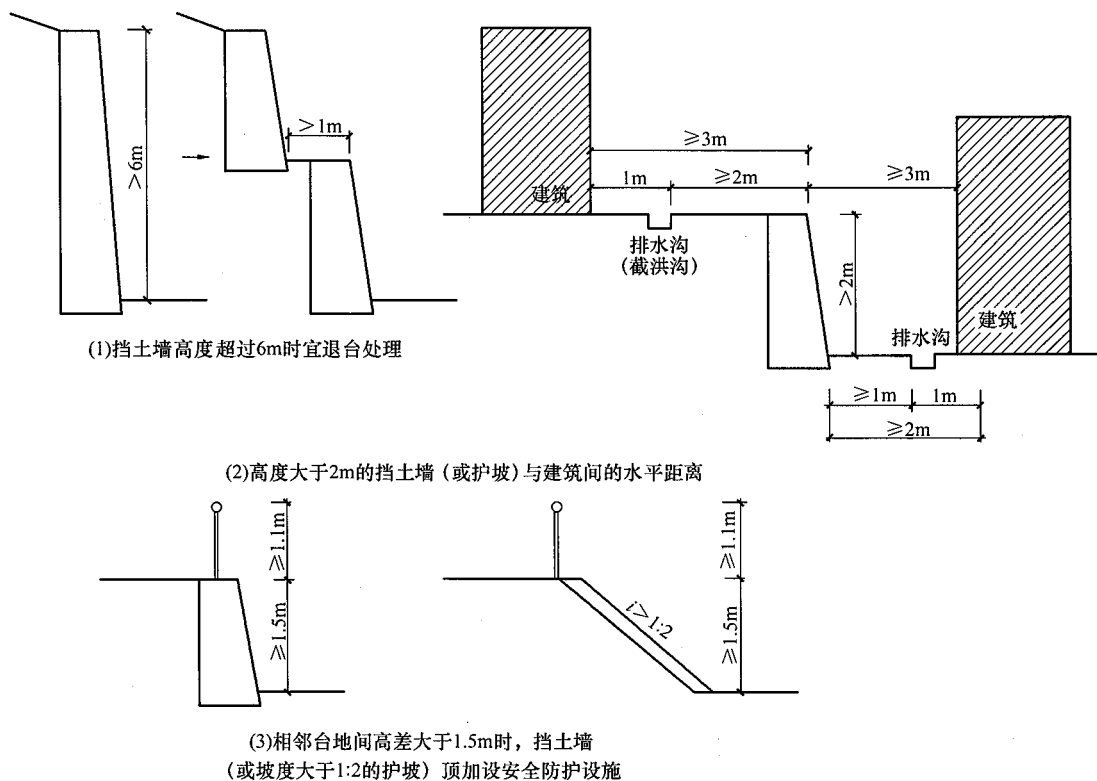 >6m
>1m
(1)挡土墙高度超过6m时宜退台处理
≥3m
1m
≥2m
≥3m
建筑
排水沟
(截洪沟)
>2m
建筑
排水沟
≥1m
1m
≥2m
(2)高度大于2m的挡土墙(或护坡)与建筑间的水平距离
≥1.1m
≥1.5m
i>1:2
≥1.1m
≥1.5m
(3)相邻台地间高差大于1.5m时，挡土墙
(或坡度大于1:2的护坡)顶加设安全防护设施